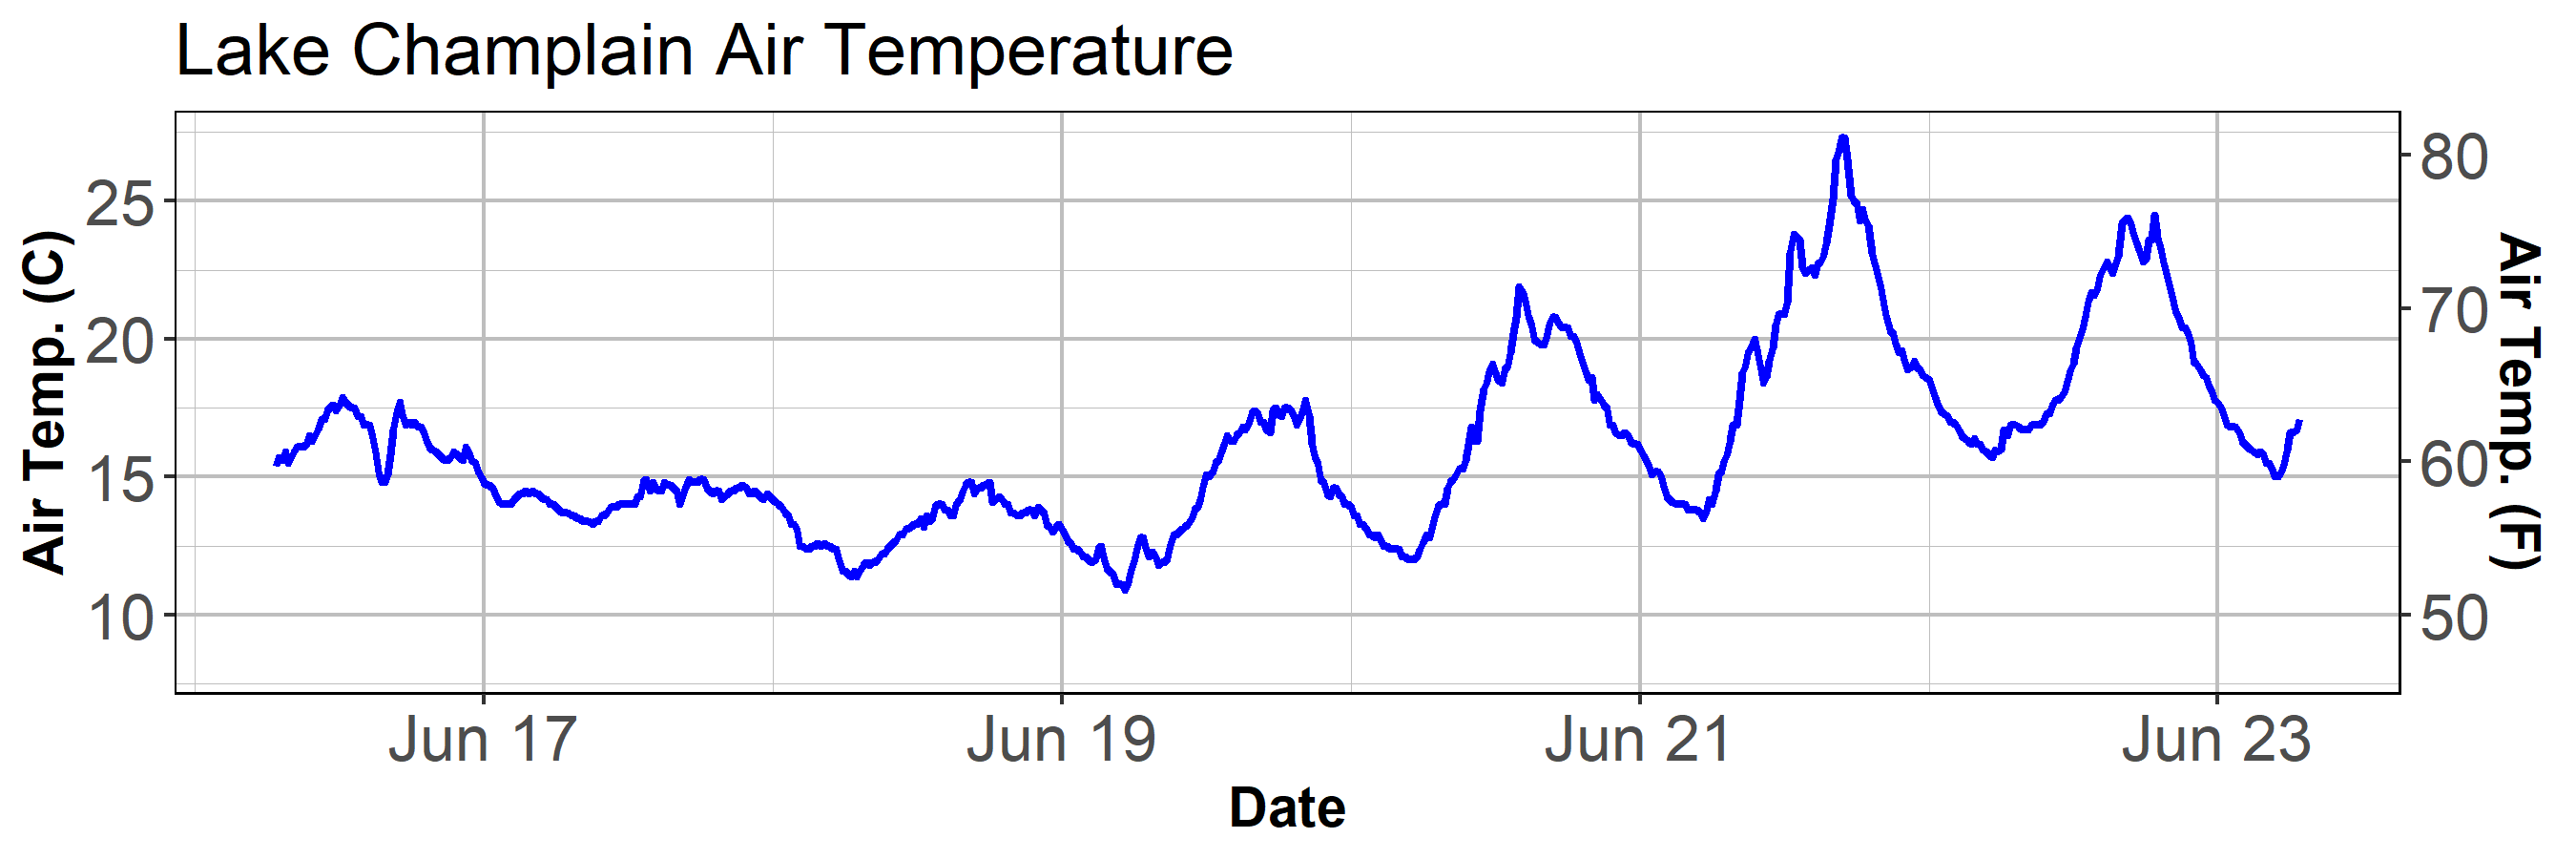 Lake Champlain Air Temperature
Air Temp. (C)
25
20
15
10
80
70
60
50
Air Temp. (F)
Jun 17
Jun 19
Jun 21
Jun 23
Date